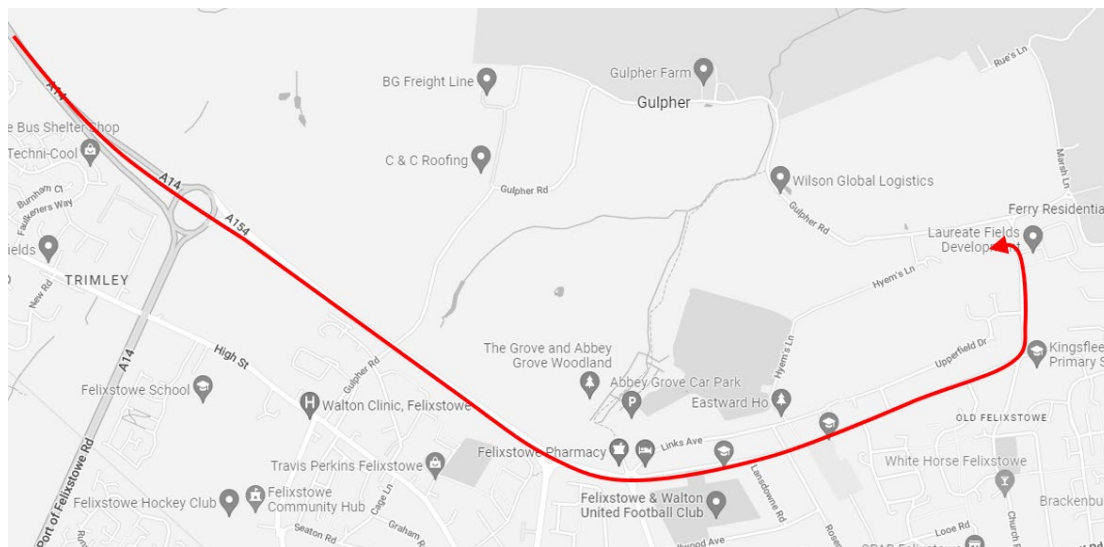 BG Freight Line
Gulpher Farm
Gulpher
Rue's Ln
A14
e Bus Shelter Shop
Techni-Cool
C & C Roofing
Gulpher Rd
Wilson Global Logistics
Marsh Ln
A14
Burnham Cl
Faulkeners Way
A154
Gulpher Rd
Ferry Residentia
Laureate Fields
Development
ields
TRIMLEY
New Rd
Hyem's Ln
High St
A14
The Grove and Abbey
Grove Woodland
Upperfield Dr
Kingsflee
Primary S
Gulpher Rd
Hyem's Ln
Felixstowe School
Abbey Grove Car Park
Walton Clinic, Felixstowe
Eastward Ho
OLD FELIXSTOWE
Links Ave
Felixstowe Pharmacy
Travis Perkins Felixstowe
White Horse Felixstowe
Lansdowne Rd
Port of Felixstowe Rd
Felixstowe Hockey Club
Felixstowe
Community Hub
Cage Ln
Felixstowe & Walton
United Football Club
Brackenbu
Graham
Seaton Rd
Looe Rd
Church R